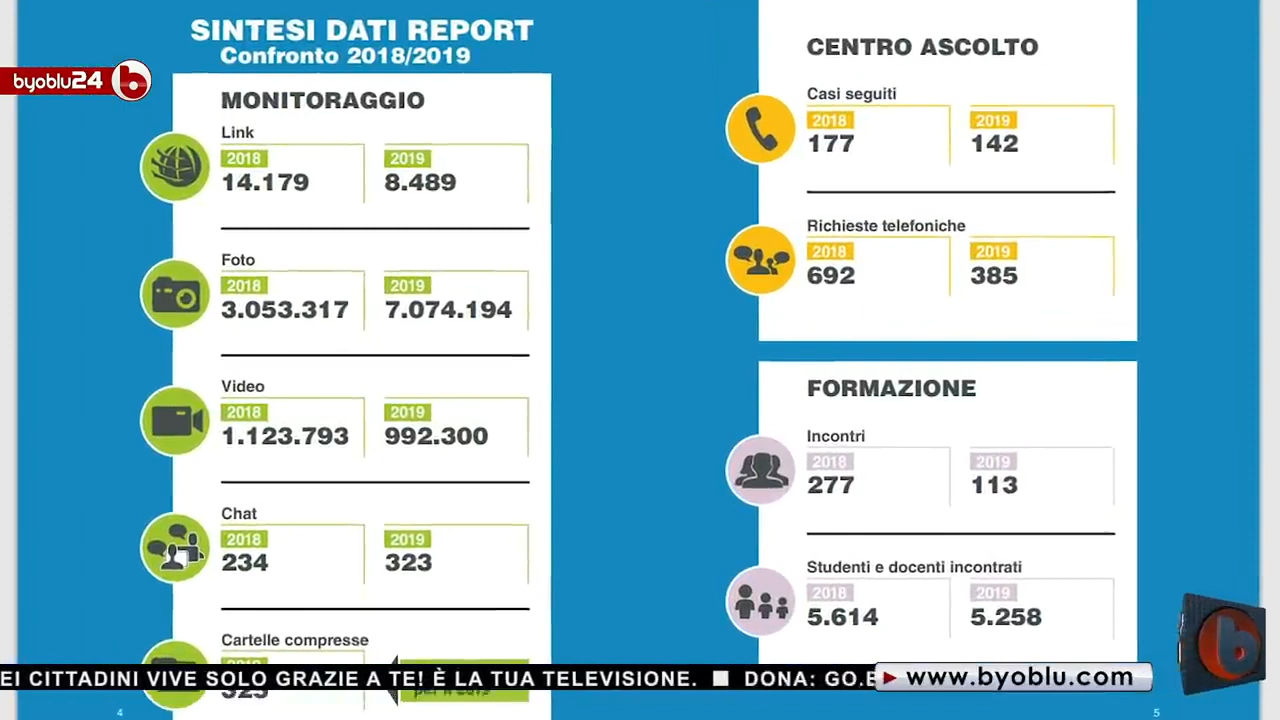 SINTESI DATI REPORT
Confronto 2018/2019
byoblu24
MONITORAGGIO
Link
2018 2019
14.179 8.489
Foto
2018 2019
3.053.317 7.074.194
Video
2018 2019
1.123.793 992.300
Chat
2018 2019
234 323
Cartelle compresse
323
4
CENTRO ASCOLTO
Casi seguiti
2018 2019
177 142
Richieste telefoniche
2018 2019
692 385
FORMAZIONE
Incontri
2018 2019
277 113
Studenti e docenti incontrati
2018 2019
5.614 5.258
5
EI CITTADINI VIVE SOLO GRAZIE A TE! È LA TUA TELEVISIONE. DONA: GO.
www.byoblu.com